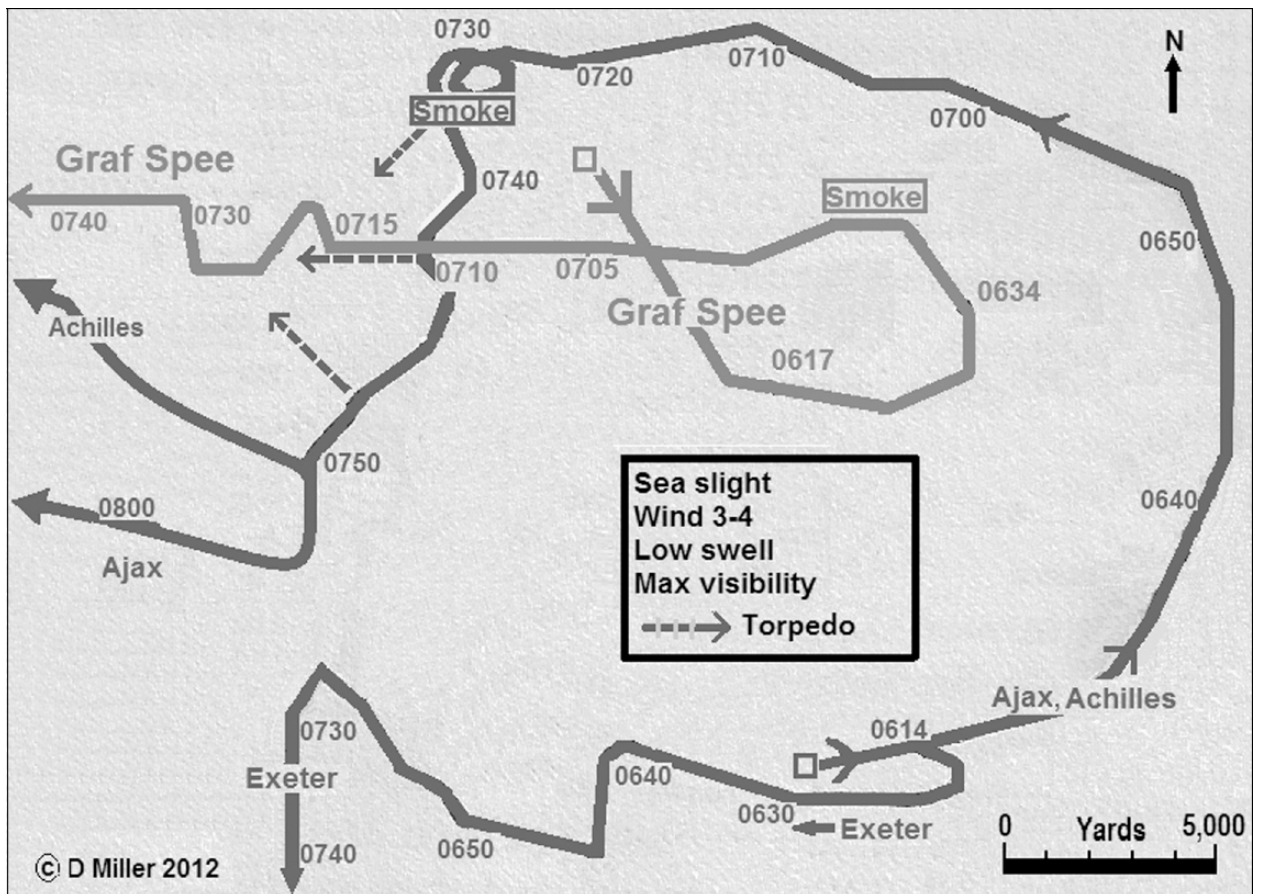 0730
0710
N
0720
Smoke
0700
Graf Spee
0740
Smoke
0740
0730
0715
0650
0705
0710
0634
Graf Spee
Achilles
0617
0750
Sea slight
Wind 3-4
Low swell
Max visibility
Torpedo
0640
0800
Ajax
Ajax, Achilles
0614
0730
Exeter
0640
0630
Exeter
0 Yards 5,000
0650
0740
© D Miller 2012